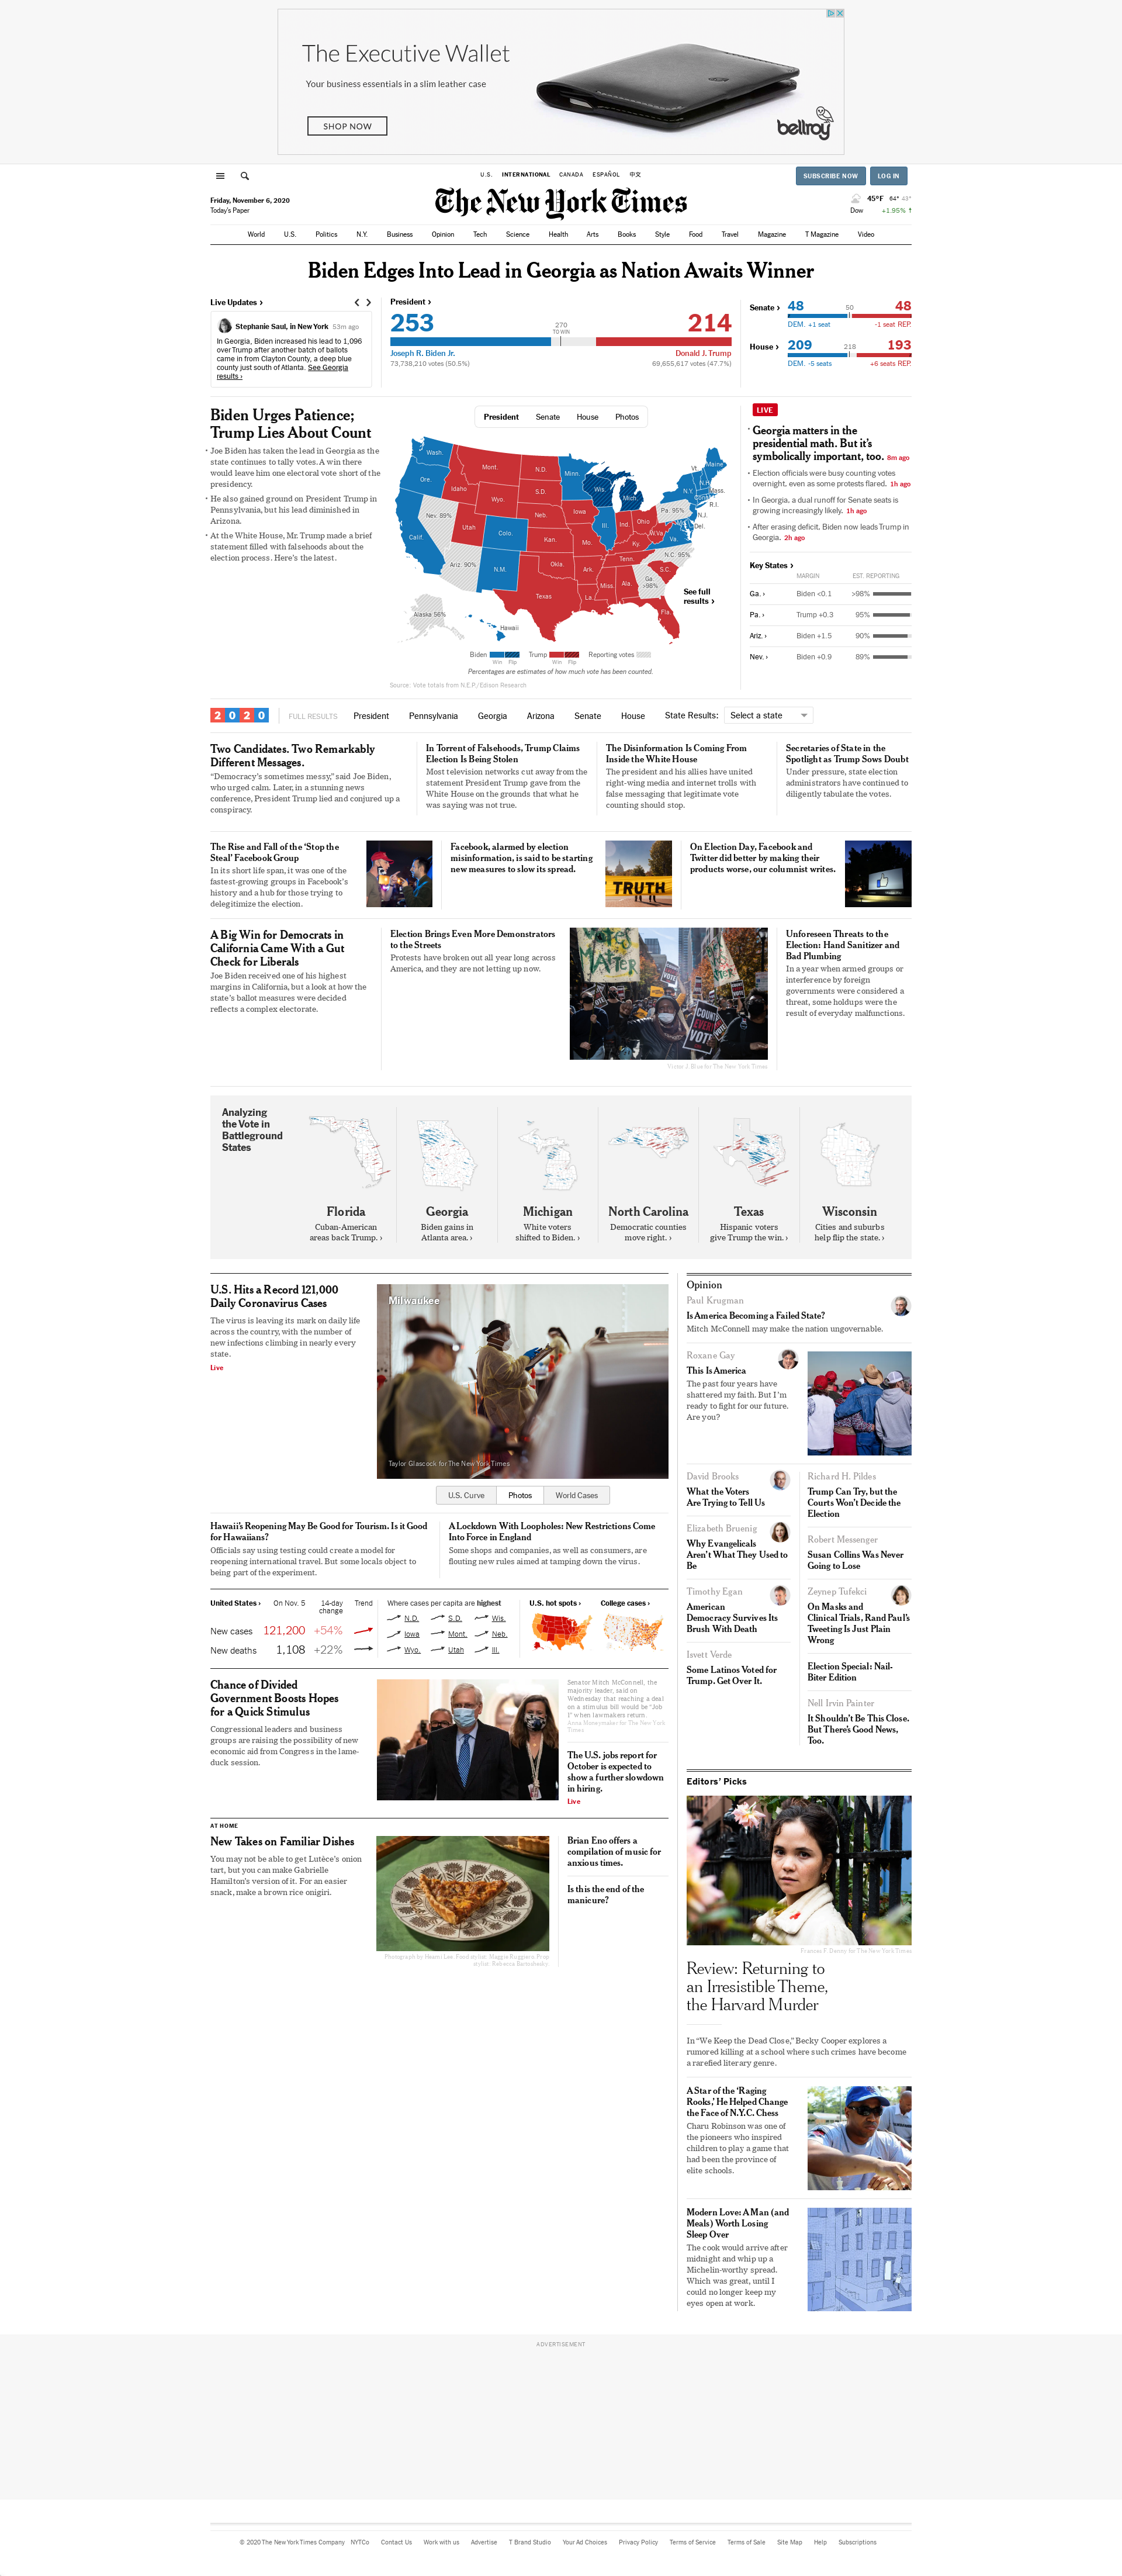 The Executive Wallet
Your business essentials in a slim leather case
SHOP NOW
bellroy
U.S. INTERNATIONAL CANADA ESPAÑOL 中文
SUBSCRIBE NOW LOG IN
Friday, November 6, 2020
Today's Paper
The New York Times
45°F 64° 43°
Dow +1.95% ↑
World U.S. Politics N.Y. Business Opinion Tech Science Health Arts Books Style Food Travel Magazine T Magazine Video
Biden Edges Into Lead in Georgia as Nation Awaits Winner
Live Updates ›
Stephanie Saul, in New York 53m ago
In Georgia, Biden increased his lead to 1,096
over Trump after another batch of ballots
came in from Clayton County, a deep blue
county just south of Atlanta. See Georgia
results ›
President ›
253
270
TO WIN
214
Joseph R. Biden Jr.
Donald J. Trump
73,738,210 votes (50.5%)
69,655,617 votes (47.7%)
Senate › 48 50 48
DEM. +1 seat -1 seat REP.
House › 209 218 193
DEM. -5 seats +6 seats REP.
Biden Urges Patience;
Trump Lies About Count
Joe Biden has taken the lead in Georgia as the
state continues to tally votes. A win there
would leave him one electoral vote short of the
presidency.
He also gained ground on President Trump in
Pennsylvania, but his lead diminished in
Arizona.
At the White House, Mr. Trump made a brief
statement filled with falsehoods about the
election process. Here's the latest.
President Senate House Photos
Wash.
Ore.
Calif.
Nev. 89%
Idaho
Mont.
Wyo.
Utah
Ariz. 90%
Colo.
N.M.
N.D.
S.D.
Neb.
Kan.
Okla.
Texas
Minn.
Iowa
Mo.
Ark.
La.
Wis.
Ill.
Mich.
Ind.
Ohio
Ky.
Tenn.
Miss.
Ala.
Ga.
>98%
Fla.
S.C.
N.C. 95%
Va.
W.Va.
Pa. 95%
N.Y.
Vt.
N.H.
Maine
Mass.
Conn.
R.I.
N.J.
Del.
Alaska 56%
Hawaii
See full
results ›
Biden Trump Reporting votes
Win Flip Win Flip
Percentages are estimates of how much vote has been counted.
Source: Vote totals from N.E.P./Edison Research
LIVE
Georgia matters in the
presidential math. But it's
symbolically important, too. 8m ago
Election officials were busy counting votes
overnight, even as some protests flared. 1h ago
In Georgia, a dual runoff for Senate seats is
growing increasingly likely. 1h ago
After erasing deficit, Biden now leads Trump in
Georgia. 2h ago
Key States ›
MARGIN EST. REPORTING
Ga. › Biden <0.1 >98%
Pa. › Trump +0.3 95%
Ariz. › Biden +1.5 90%
Nev. › Biden +0.9 89%
2020 FULL RESULTS President Pennsylvania Georgia Arizona Senate House State Results: Select a state
Two Candidates. Two Remarkably
Different Messages.
“Democracy's sometimes messy,” said Joe Biden,
who urged calm. Later, in a stunning news
conference, President Trump lied and conjured up a
conspiracy.
In Torrent of Falsehoods, Trump Claims
Election Is Being Stolen
Most television networks cut away from the
statement President Trump gave from the
White House on the grounds that what he
was saying was not true.
The Disinformation Is Coming From
Inside the White House
The president and his allies have united
right-wing media and internet trolls with
false messaging that legitimate vote
counting should stop.
Secretaries of State in the
Spotlight as Trump Sows Doubt
Under pressure, state election
administrators have continued to
diligently tabulate the votes.
The Rise and Fall of the ‘Stop the
Steal’ Facebook Group
In its short life span, it was one of the
fastest-growing groups in Facebook's
history and a hub for those trying to
delegitimize the election.
Facebook, alarmed by election
misinformation, is said to be starting
new measures to slow its spread.
TRUTH
On Election Day, Facebook and
Twitter did better by making their
products worse, our columnist writes.
A Big Win for Democrats in
California Came With a Gut
Check for Liberals
Joe Biden received one of his highest
margins in California, but a look at how the
state's ballot measures were decided
reflects a complex electorate.
Election Brings Even More Demonstrators
to the Streets
Protests have broken out all year long across
America, and they are not letting up now.
COUNT
EVERY
VOTE
Victor J. Blue for The New York Times
Unforeseen Threats to the
Election: Hand Sanitizer and
Bad Plumbing
In a year when armed groups or
interference by foreign
governments were considered a
threat, some holdups were the
result of everyday malfunctions.
Analyzing
the Vote in
Battleground
States
Florida
Cuban-American
areas back Trump. ›
Georgia
Biden gains in
Atlanta area. ›
Michigan
White voters
shifted to Biden. ›
North Carolina
Democratic counties
move right. ›
Texas
Hispanic voters
give Trump the win. ›
Wisconsin
Cities and suburbs
help flip the state. ›
U.S. Hits a Record 121,000
Daily Coronavirus Cases
The virus is leaving its mark on daily life
across the country, with the number of
new infections climbing in nearly every
state.
Live
Milwaukee
Taylor Glascock for The New York Times
U.S. Curve Photos World Cases
Hawaii's Reopening May Be Good for Tourism. Is it Good
for Hawaiians?
Officials say using testing could create a model for
reopening international travel. But some locals object to
being part of the experiment.
A Lockdown With Loopholes: New Restrictions Come
Into Force in England
Some shops and companies, as well as consumers, are
flouting new rules aimed at tamping down the virus.
United States › On Nov. 5 14-day
change Trend
New cases 121,200 +54%
New deaths 1,108 +22%
Where cases per capita are highest
N.D. S.D. Wis.
Iowa Mont. Neb.
Wyo. Utah Ill.
U.S. hot spots › College cases ›
Chance of Divided
Government Boosts Hopes
for a Quick Stimulus
Congressional leaders and business
groups are raising the possibility of new
economic aid from Congress in the lame-
duck session.
Senator Mitch McConnell, the
majority leader, said on
Wednesday that reaching a deal
on a stimulus bill would be “Job
1” when lawmakers return.
Anna Moneymaker for The New York
Times
The U.S. jobs report for
October is expected to
show a further slowdown
in hiring.
Live
AT HOME
New Takes on Familiar Dishes
You may not be able to get Lutèce's onion
tart, but you can make Gabrielle
Hamilton's version of it. For an easier
snack, make a brown rice onigiri.
Photograph by Heami Lee. Food stylist: Maggie Ruggiero. Prop
stylist: Rebecca Bartoshesky.
Brian Eno offers a
compilation of music for
anxious times.
Is this the end of the
manicure?
Opinion
Paul Krugman
Is America Becoming a Failed State?
Mitch McConnell may make the nation ungovernable.
Roxane Gay
This Is America
The past four years have
shattered my faith. But I'm
ready to fight for our future.
Are you?
David Brooks
What the Voters
Are Trying to Tell Us
Elizabeth Bruenig
Why Evangelicals
Aren't What They Used to
Be
Timothy Egan
American
Democracy Survives Its
Brush With Death
Isvett Verde
Some Latinos Voted for
Trump. Get Over It.
Richard H. Pildes
Trump Can Try, but the
Courts Won't Decide the
Election
Robert Messenger
Susan Collins Was Never
Going to Lose
Zeynep Tufekci
On Masks and
Clinical Trials, Rand Paul's
Tweeting Is Just Plain
Wrong
Election Special: Nail-
Biter Edition
Nell Irvin Painter
It Shouldn't Be This Close.
But There's Good News,
Too.
Editors' Picks
Frances F. Denny for The New York Times
Review: Returning to
an Irresistible Theme,
the Harvard Murder
In “We Keep the Dead Close,” Becky Cooper explores a
rumored killing at a school where such crimes have become
a rarefied literary genre.
A Star of the ‘Raging
Rooks,’ He Helped Change
the Face of N.Y.C. Chess
Charu Robinson was one of
the pioneers who inspired
children to play a game that
had been the province of
elite schools.
Modern Love: A Man (and
Meals) Worth Losing
Sleep Over
The cook would arrive after
midnight and whip up a
Michelin-worthy spread.
Which was great, until I
could no longer keep my
eyes open at work.
ADVERTISEMENT
© 2020 The New York Times Company NYTCo Contact Us Work with us Advertise T Brand Studio Your Ad Choices Privacy Policy Terms of Service Terms of Sale Site Map Help Subscriptions